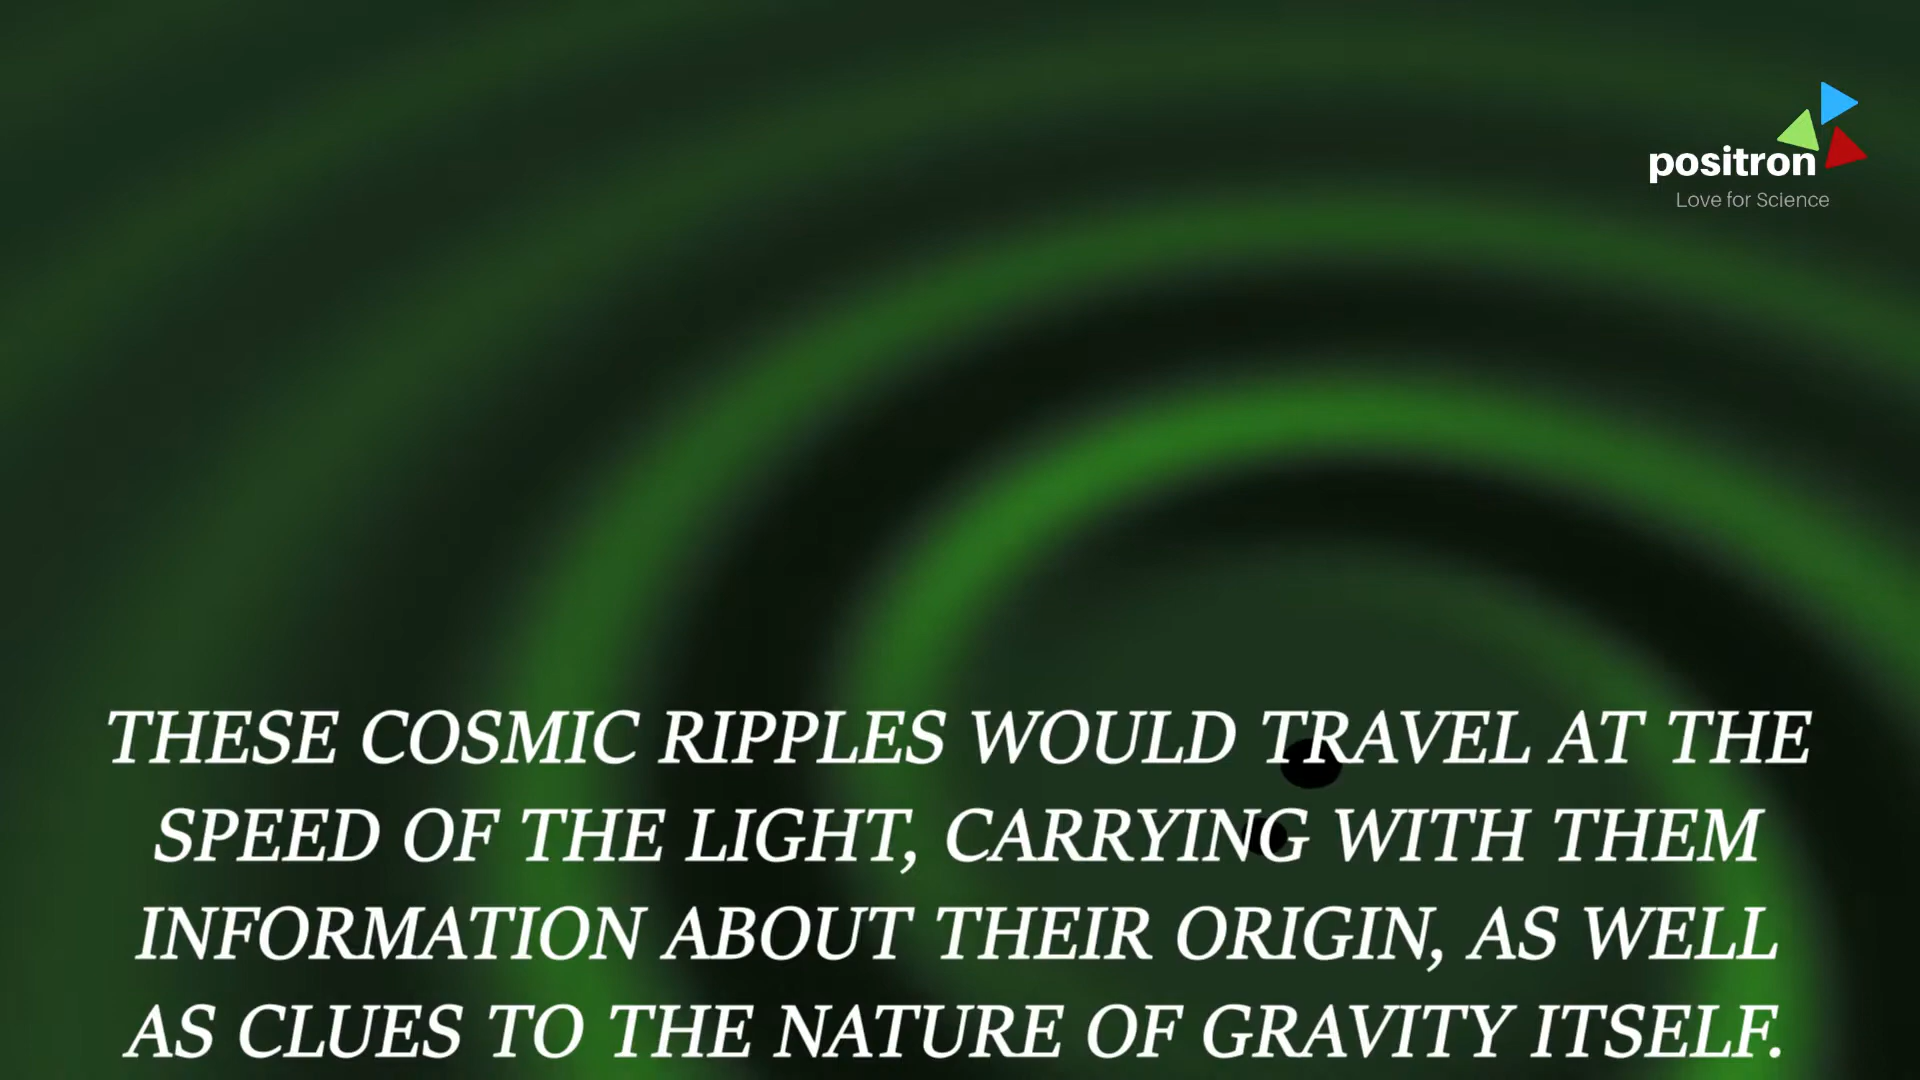 positron
Love for Science
THESE COSMIC RIPPLES WOULD TRAVEL AT THE
SPEED OF THE LIGHT, CARRYING WITH THEM
INFORMATION ABOUT THEIR ORIGIN, AS WELL
AS CLUES TO THE NATURE OF GRAVITY ITSELF.